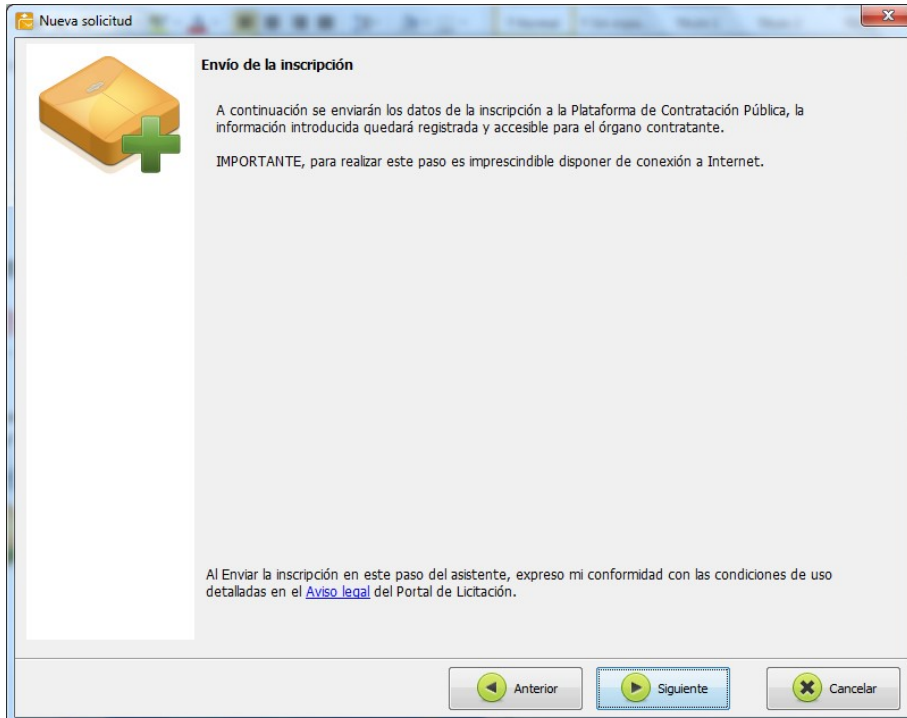 Nueva solicitud
Envío de la inscripción
A continuación se enviarán los datos de la inscripción a la Plataforma de Contratación Pública, la
información introducida quedará registrada y accesible para el órgano contratante.
IMPORTANTE, para realizar este paso es imprescindible disponer de conexión a Internet.
Al Enviar la inscripción en este paso del asistente, expreso mi conformidad con las condiciones de uso
detalladas en el Aviso legal del Portal de Licitación.
Anterior
Siguiente
Cancelar